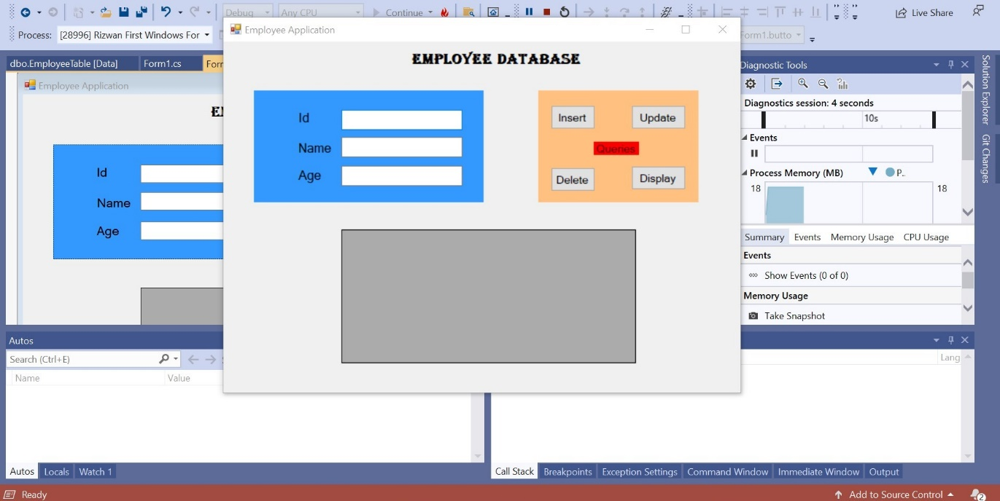 Debug
Any CPU
Continue
Live Share
Process:
[28996] Rizwan First Windows For
Form1.butto
Employee Application
EMPLOYEE DATABASE
Id
Name
Age
Insert
Update
Queries
Delete
Display
dbo.EmployeeTable [Data]
Form1.cs
Forr
Employee Application
Id
Name
Age
Diagnostic Tools
Diagnostics session: 4 seconds
10s
Events
Process Memory (MB)
P..
18
18
Summary
Events
Memory Usage
CPU Usage
Events
Show Events (0 of 0)
Memory Usage
Take Snapshot
Solution Explorer
Git Changes
Autos
Search (Ctrl+E)
Name
Value
Lang
Autos
Locals
Watch 1
Call Stack
Breakpoints
Exception Settings
Command Window
Immediate Window
Output
Ready
Add to Source Control
2